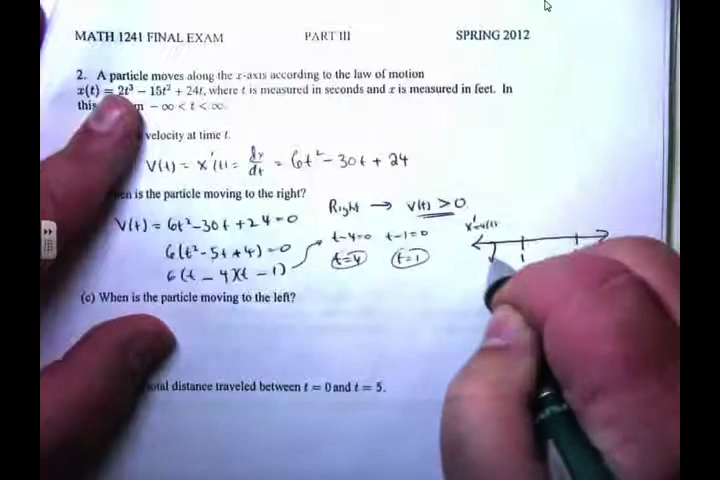 MATH 1241 FINAL EXAM PART III SPRING 2012
2. A particle moves along the x-axis according to the law of motion
x(t) = 2t³ − 15t² + 24t, where t is measured in seconds and x is measured in feet. In
this − ∞ < t < ∞.
velocity at time t.
V(t) = x'(t) = dx/dt = 6t² − 30t + 24
is the particle moving to the right?
Right → V(t) > 0
V(t) = 6t² − 30t + 24 = 0
t−4=0 t−1=0
6(t² − 5t + 4) = 0
t=4 t=1
6(t − 4)(t − 1)
(c) When is the particle moving to the left?
total distance traveled between t = 0 and t = 5.